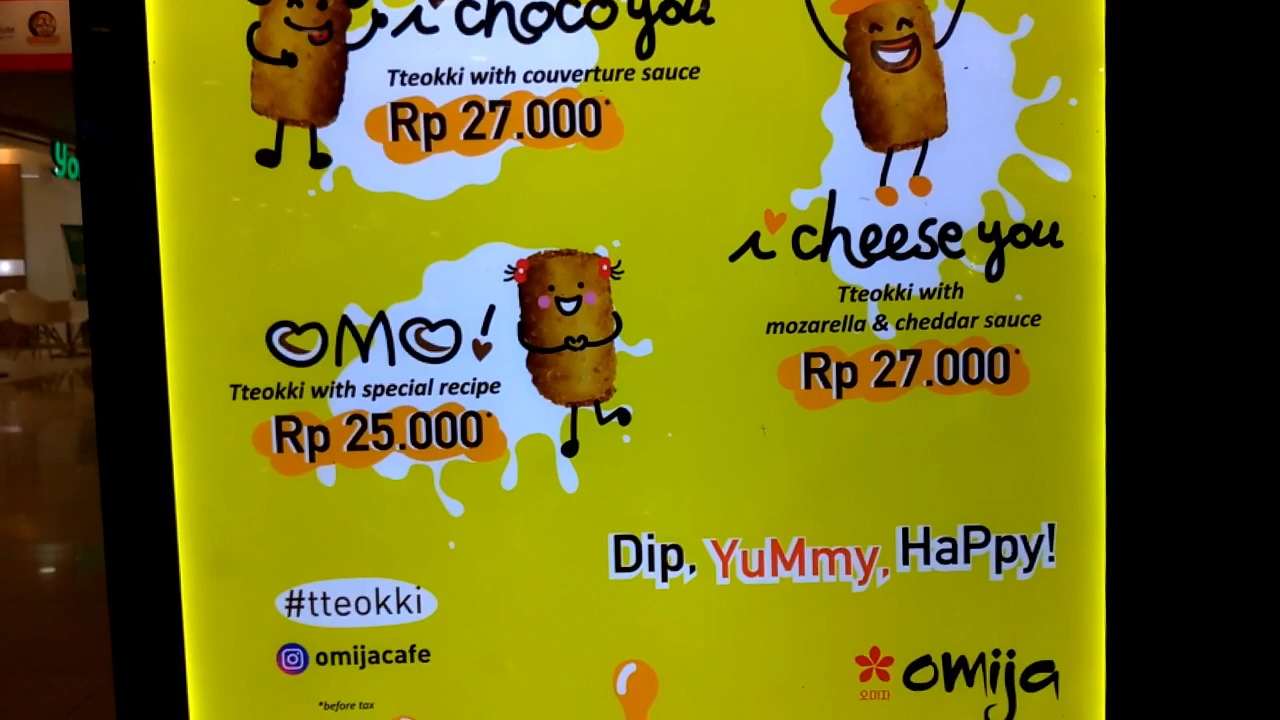 i choco you
Tteokki with couverture sauce
Rp 27.000*
i cheese you
Tteokki with
mozarella & cheddar sauce
Rp 27.000*
OMO!
Tteokki with special recipe
Rp 25.000*
Dip, YuMmy, HaPpy!
#tteokki
omijacafe
*before tax
오미자
omija